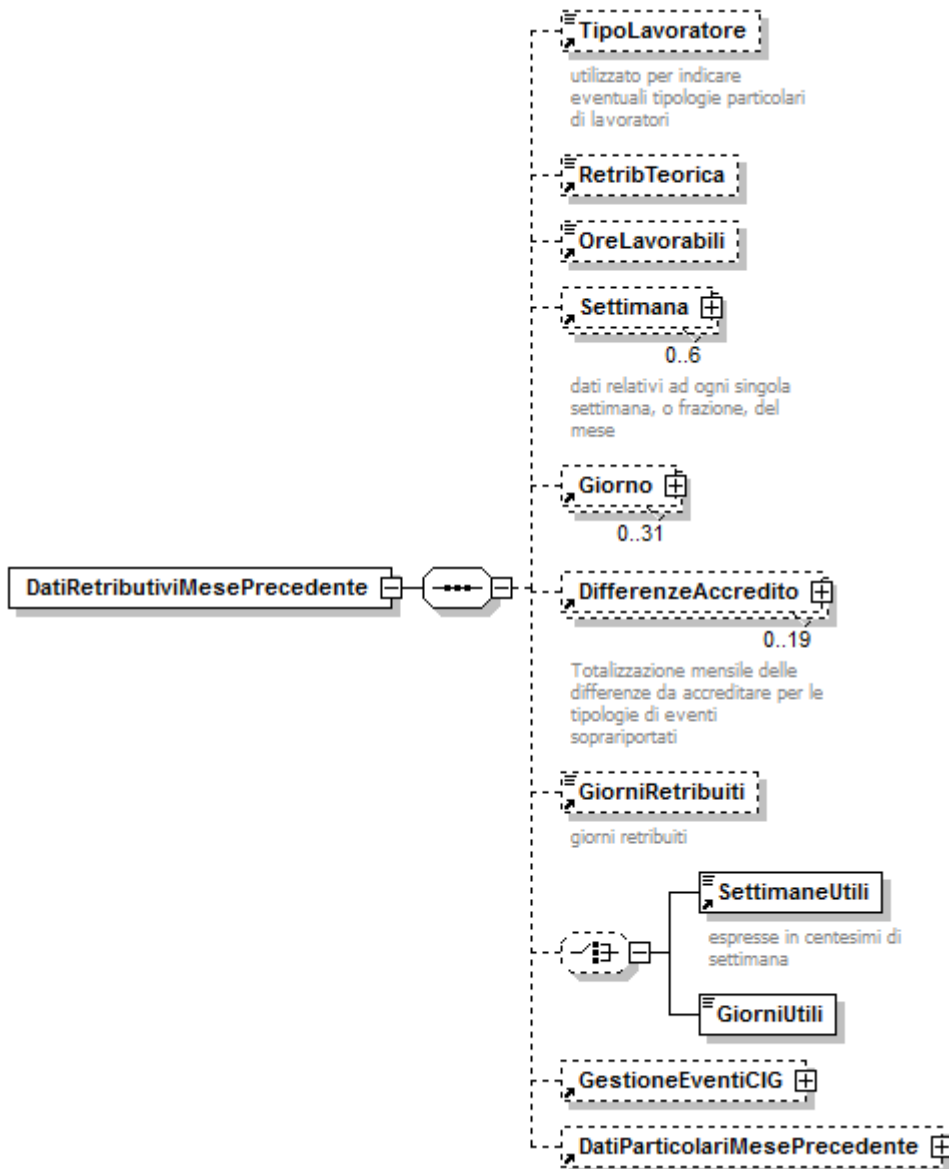 TipoLavoratore
utilizzato per indicare
eventuali tipologie particolari
di lavoratori
RetribTeorica
OreLavorabili
Settimana
0..6
dati relativi ad ogni singola
settimana, o frazione, del
mese
Giorno
0..31
DatiRetributiviMesePrecedente
DifferenzeAccredito
0..19
Totalizzazione mensile delle
differenze da accreditare per le
tipologie di eventi
soprariportati
GiorniRetribuiti
giorni retribuiti
SettimaneUtili
espresse in centesimi di
settimana
GiorniUtili
GestioneEventiCIG
DatiParticolariMesePrecedente